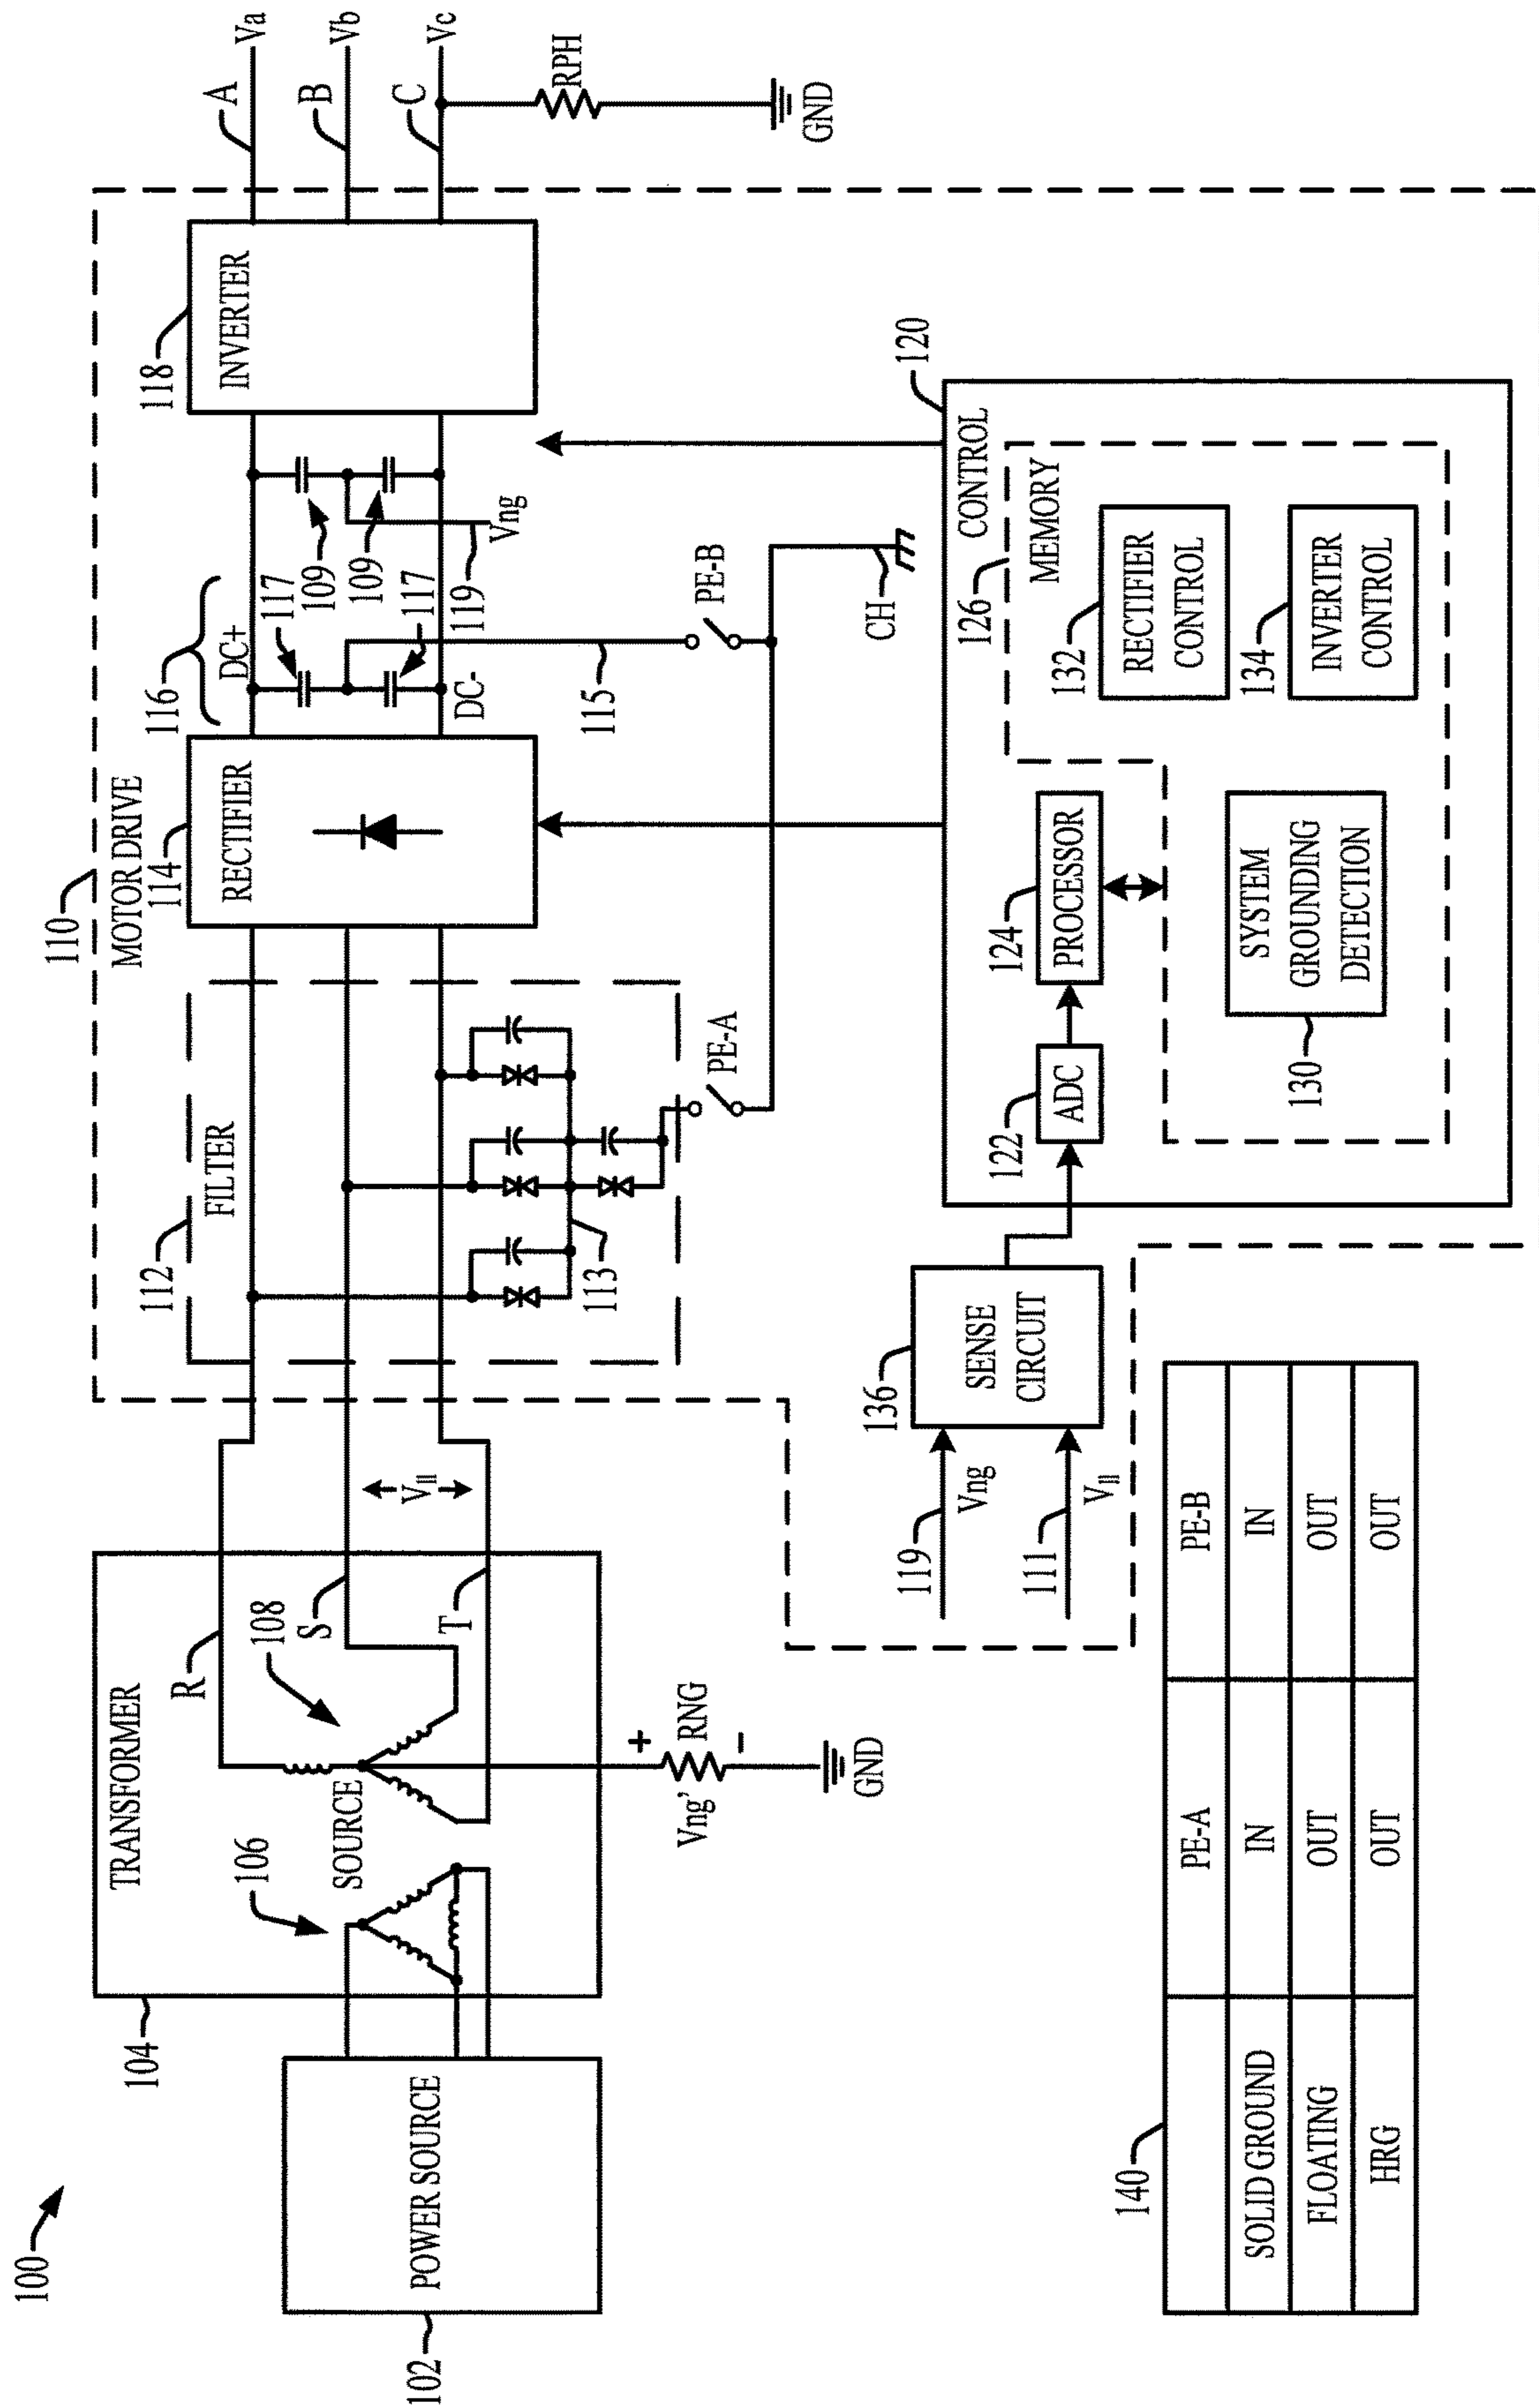 100
102
POWER SOURCE
104
TRANSFORMER
106
SOURCE
108
R
S
T
Vng'
+
RNG
-
GND
V||
110
MOTOR DRIVE
112
FILTER
113
PE-A
114
RECTIFIER
116
DC+
DC-
117
109
109
117
119
Vng
115
PE-B
CH
118
INVERTER
A
B
C
Va
Vb
Vc
RPH
GND
119
Vng
111
V||
136
SENSE
CIRCUIT
120
CONTROL
122
ADC
124
PROCESSOR
126
MEMORY
130
SYSTEM
GROUNDING
DETECTION
132
RECTIFIER
CONTROL
134
INVERTER
CONTROL
140
PE-A PE-B
SOLID GROUND IN IN
FLOATING OUT OUT
HRG OUT OUT